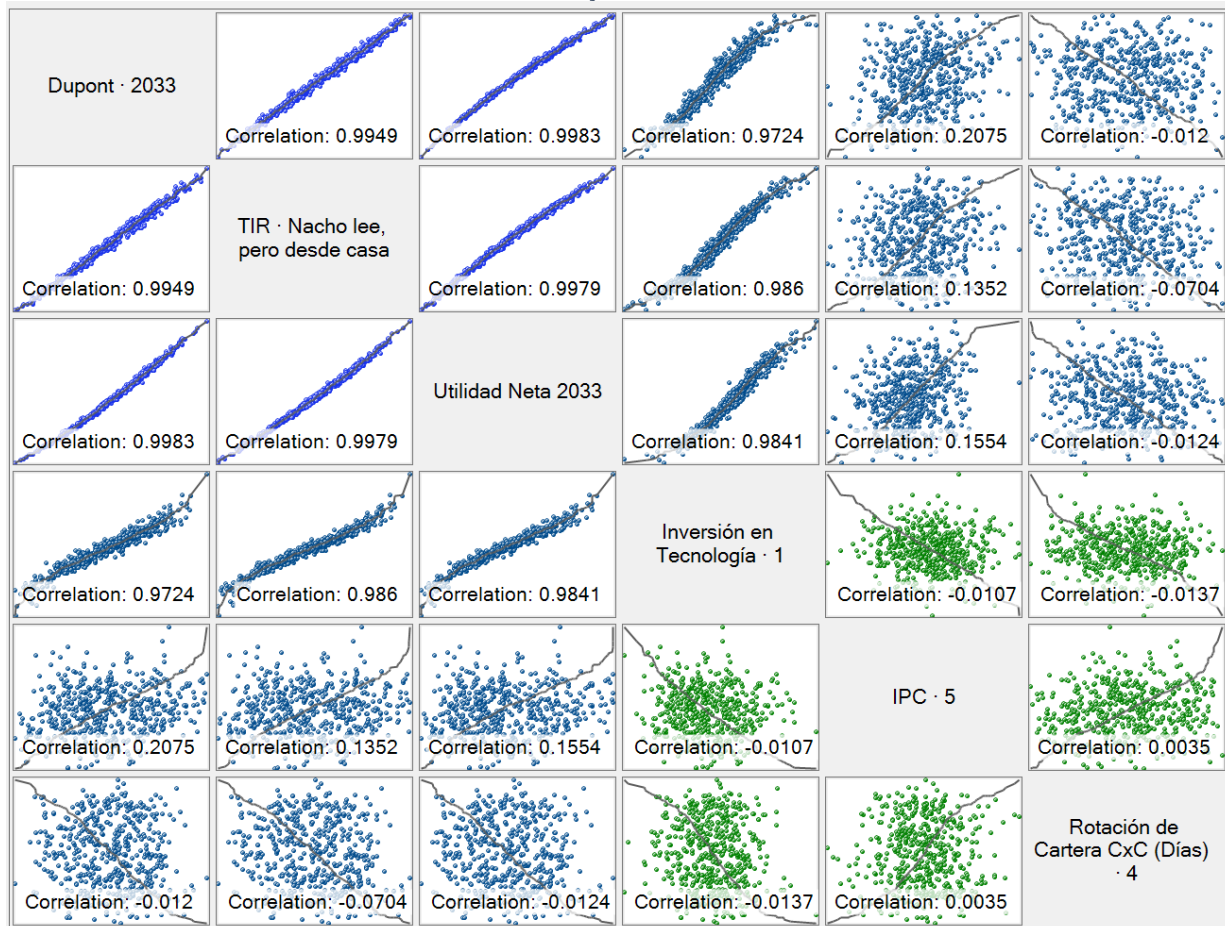 Dupont · 2033
Correlation: 0.9949
Correlation: 0.9983
Correlation: 0.9724
Correlation: 0.2075
Correlation: -0.012
Correlation: 0.9949
TIR · Nacho lee,
pero desde casa
Correlation: 0.9979
Correlation: 0.986
Correlation: 0.1352
Correlation: -0.0704
Correlation: 0.9983
Correlation: 0.9979
Utilidad Neta 2033
Correlation: 0.9841
Correlation: 0.1554
Correlation: -0.0124
Correlation: 0.9724
Correlation: 0.986
Correlation: 0.9841
Inversión en
Tecnología · 1
Correlation: -0.0107
Correlation: -0.0137
Correlation: 0.2075
Correlation: 0.1352
Correlation: 0.1554
Correlation: -0.0107
IPC · 5
Correlation: 0.0035
Correlation: -0.012
Correlation: -0.0704
Correlation: -0.0124
Correlation: -0.0137
Correlation: 0.0035
Rotación de
Cartera CxC (Días)
· 4